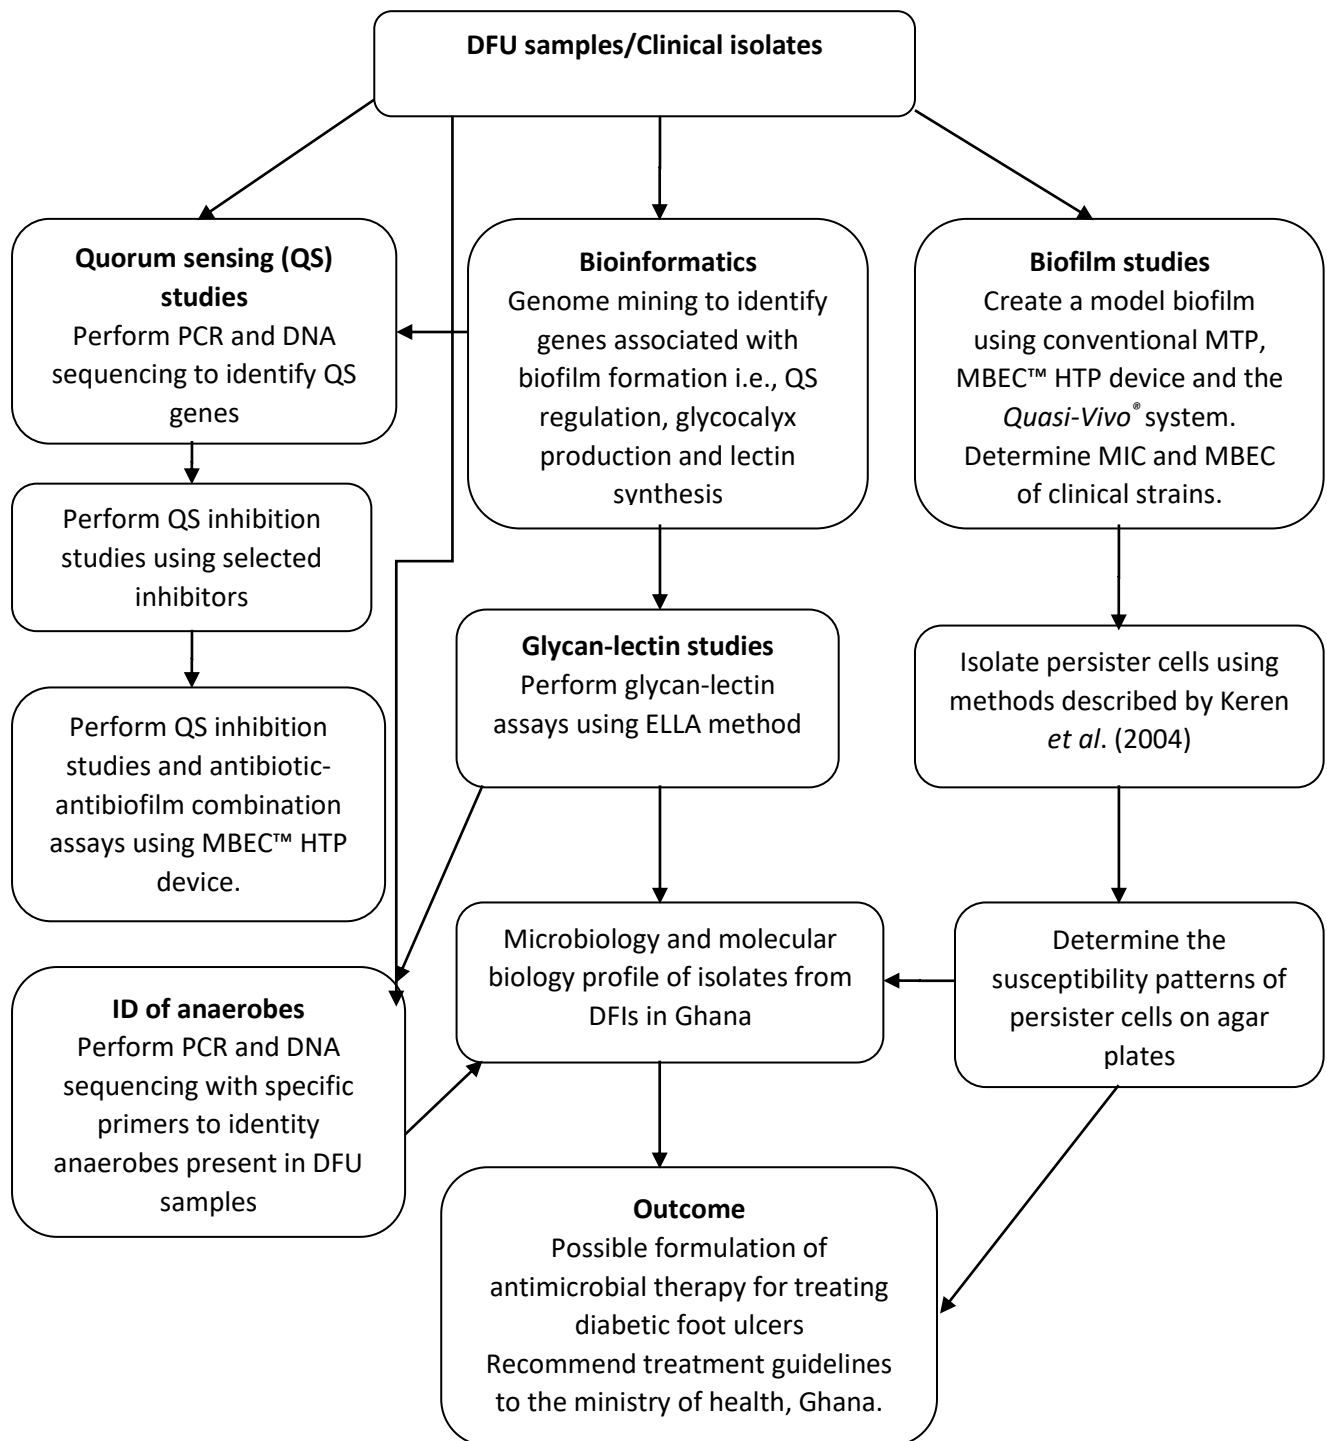 DFU samples/Clinical isolates
Quorum sensing (QS)
studies
Perform PCR and DNA
sequencing to identify QS
genes
Bioinformatics
Genome mining to identify
genes associated with
biofilm formation i.e., QS
regulation, glycocalyx
production and lectin
synthesis
Biofilm studies
Create a model biofilm
using conventional MTP,
MBEC™ HTP device and the
Quasi-Vivo® system.
Determine MIC and MBEC
of clinical strains.
Perform QS inhibition
studies using selected
inhibitors
Glycan-lectin studies
Perform glycan-lectin
assays using ELLA method
Isolate persister cells using
methods described by Keren
et al. (2004)
Perform QS inhibition
studies and antibiotic-
antibiofilm combination
assays using MBEC™ HTP
device.
Microbiology and molecular
biology profile of isolates from
DFIs in Ghana
Determine the
susceptibility patterns of
persister cells on agar
plates
ID of anaerobes
Perform PCR and DNA
sequencing with specific
primers to identity
anaerobes present in DFU
samples
Outcome
Possible formulation of
antimicrobial therapy for treating
diabetic foot ulcers
Recommend treatment guidelines
to the ministry of health, Ghana.